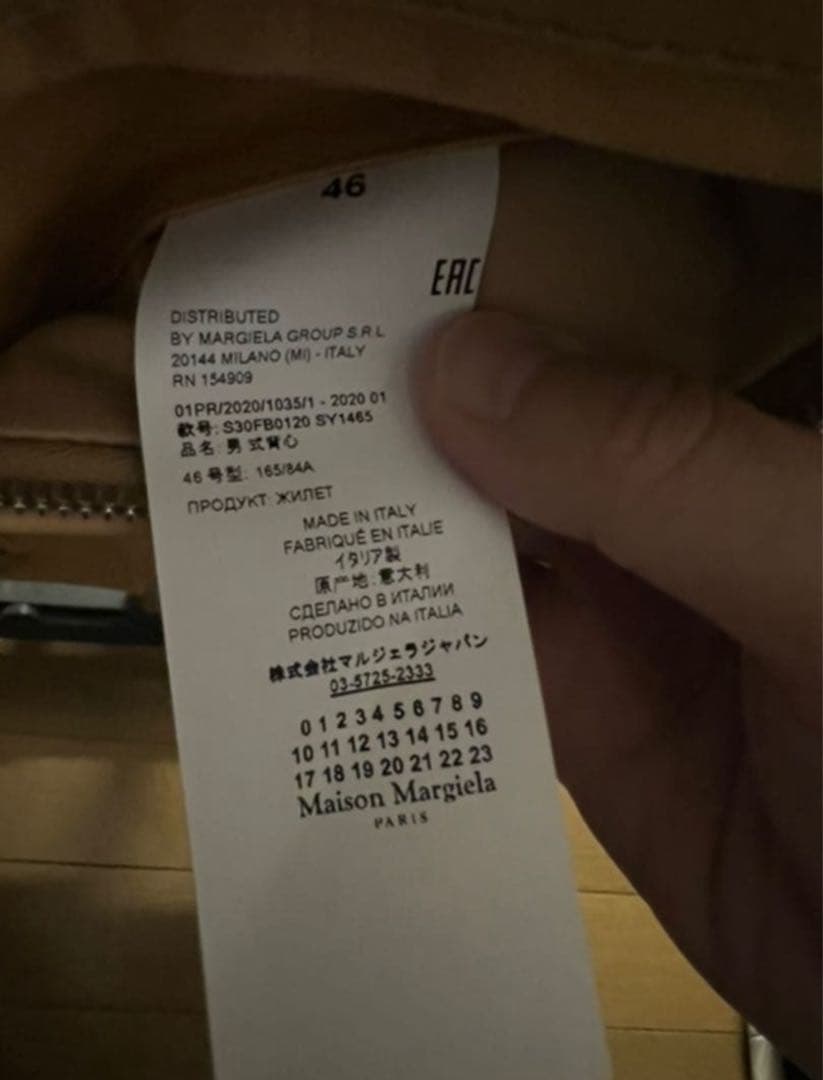 46
EAC
DISTRIBUTED
BY MARGIELA GROUP S.R.L
20144 MILANO (MI) - ITALY
RN 154909
01PR/2020/1035/1 - 2020 01
款号: S30FB0120 SY1465
品名: 男 式背心
46 号型: 165/84A
ПРОДУКТ: ЖИЛЕТ
MADE IN ITALY
FABRIQUÉ EN ITALIE
イタリア製
原产地: 意大利
СДЕЛАНО В ИТАЛИИ
PRODUZIDO NA ITALIA
株式会社マルジェラジャパン
03-5725-2333
0 1 2 3 4 5 6 7 8 9
10 11 12 13 14 15 16
17 18 19 20 21 22 23
Maison Margiela
PARIS